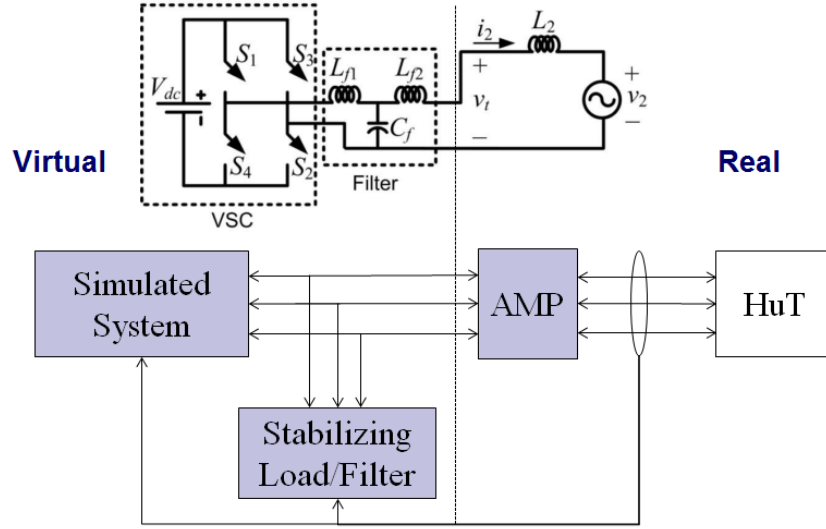 i2
L2
S1
S3
Lf1
Lf2
Vdc
+
+
vt
+
v2
Cf
S4
S2
−
−
Virtual
Filter
Real
VSC
Simulated
System
AMP
HuT
Stabilizing
Load/Filter